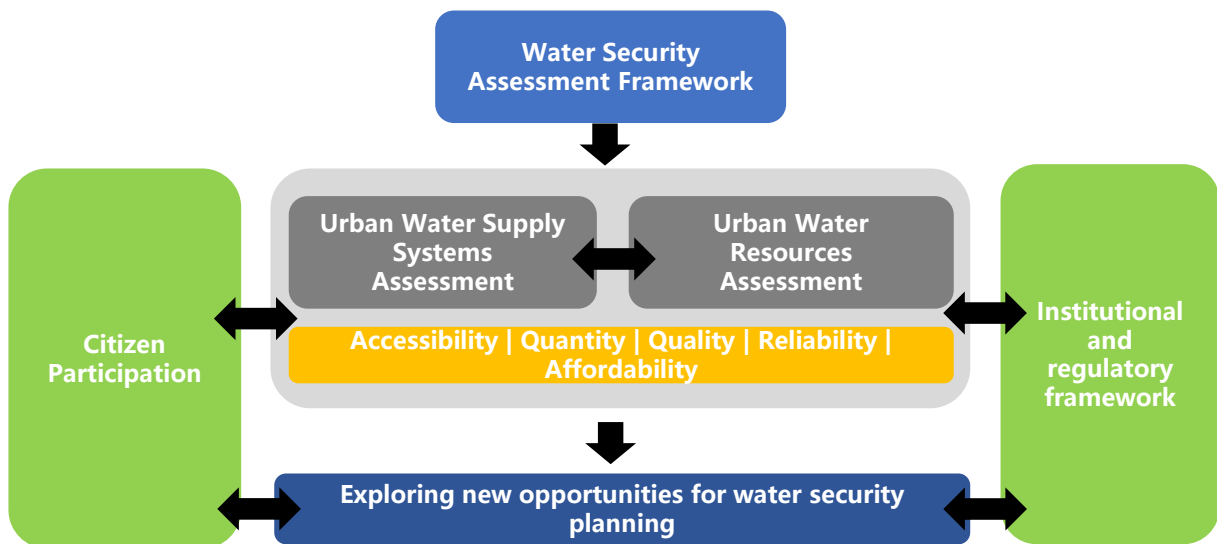 Water Security
Assessment Framework
Urban Water Supply
Systems
Assessment
Urban Water
Resources
Assessment
Accessibility | Quantity | Quality | Reliability |
Affordability
Citizen
Participation
Institutional
and
regulatory
framework
Exploring new opportunities for water security
planning